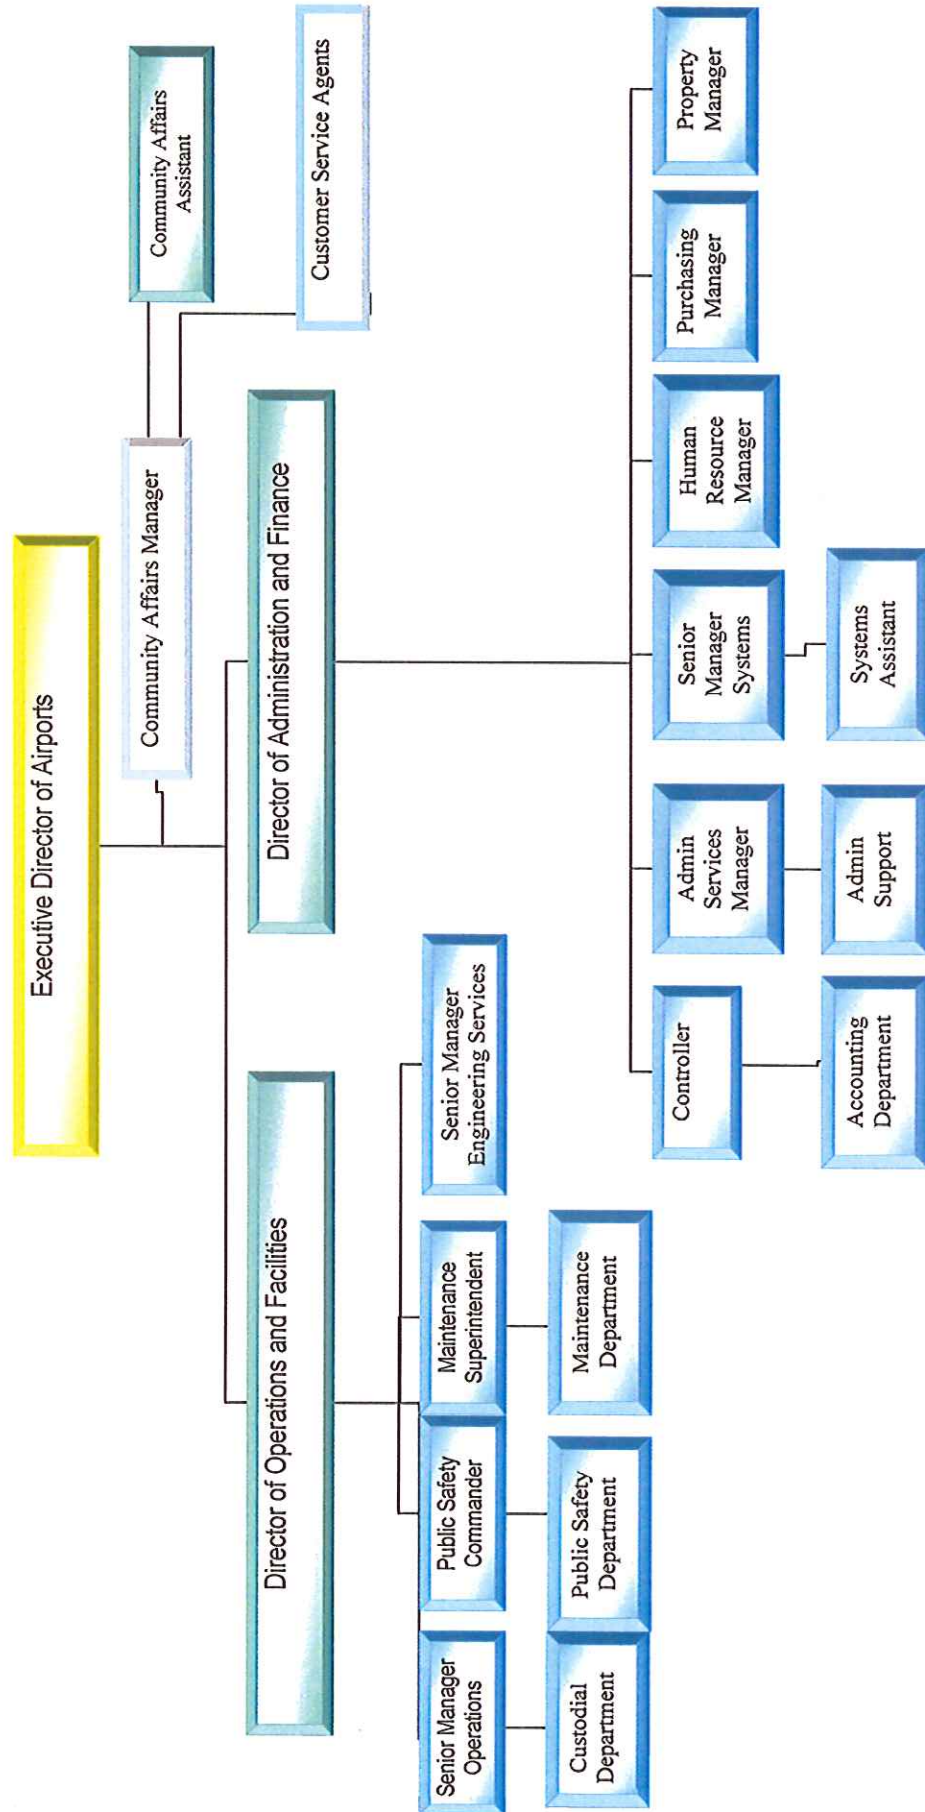 Executive Director of Airports
Community Affairs Manager
Community Affairs
Assistant
Customer Service Agents
Director of Operations and Facilities
Director of Administration and Finance
Senior Manager
Operations
Public Safety
Commander
Maintenance
Superintendent
Senior Manager
Engineering Services
Custodial
Department
Public Safety
Department
Maintenance
Department
Controller
Admin
Services
Manager
Senior
Manager
Systems
Human
Resource
Manager
Purchasing
Manager
Property
Manager
Accounting
Department
Admin
Support
Systems
Assistant